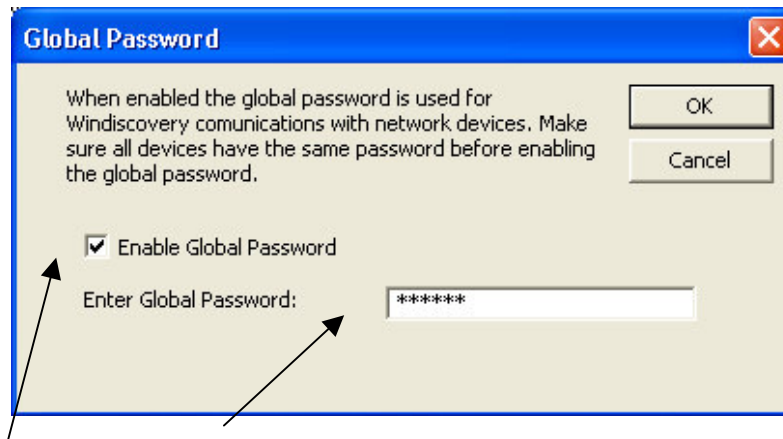 Global Password
When enabled the global password is used for
Windiscovery comunications with network devices. Make
sure all devices have the same password before enabling
the global password.
OK
Cancel
Enable Global Password
Enter Global Password:
******